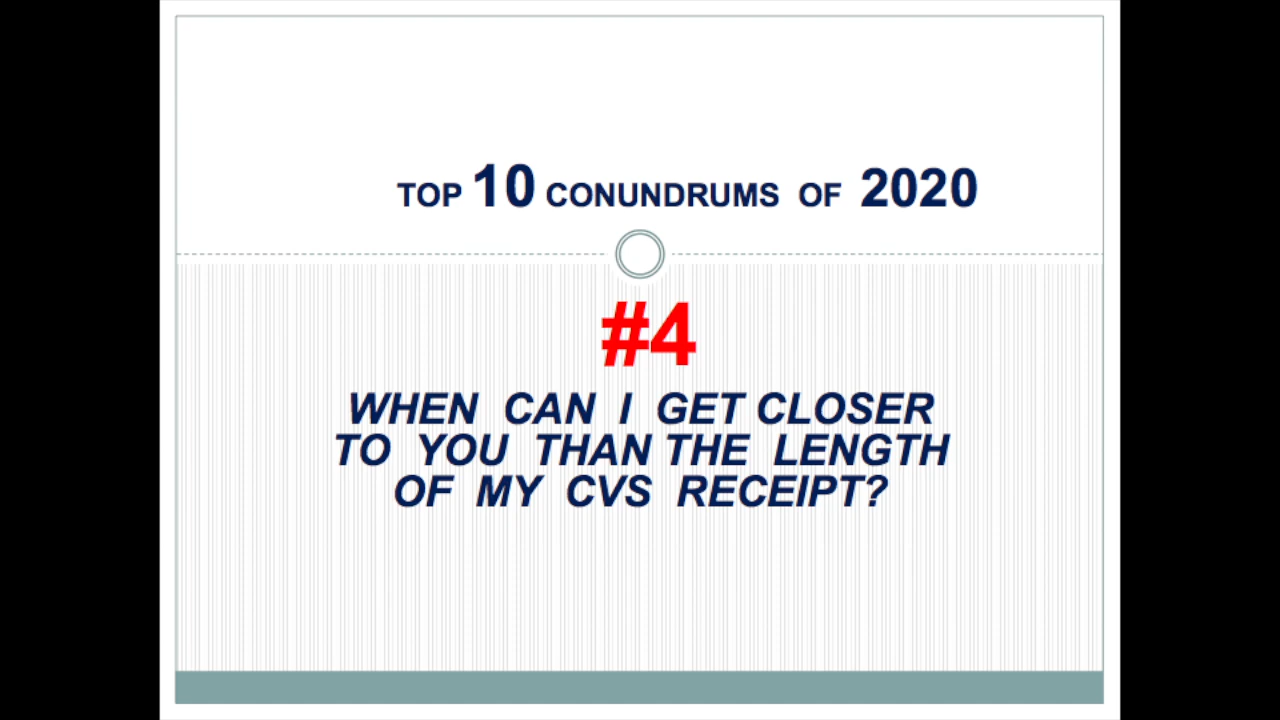 TOP 10 CONUNDRUMS OF 2020
#4
WHEN CAN I GET CLOSER
TO YOU THAN THE LENGTH
OF MY CVS RECEIPT?